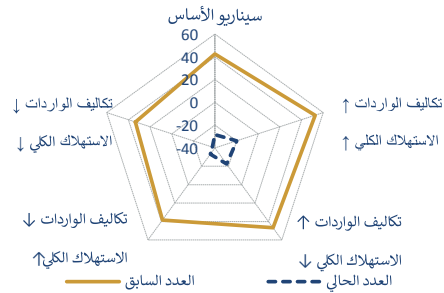 سيناريو الأساس
60
40
20
0
-20
-40
تكاليف الواردات ↑
الاستهلاك الكلي ↑
تكاليف الواردات ↑
الاستهلاك الكلي ↓
تكاليف الواردات ↓
الاستهلاك الكلي ↑
تكاليف الواردات ↓
الاستهلاك الكلي ↓
العدد الحالي
العدد السابق